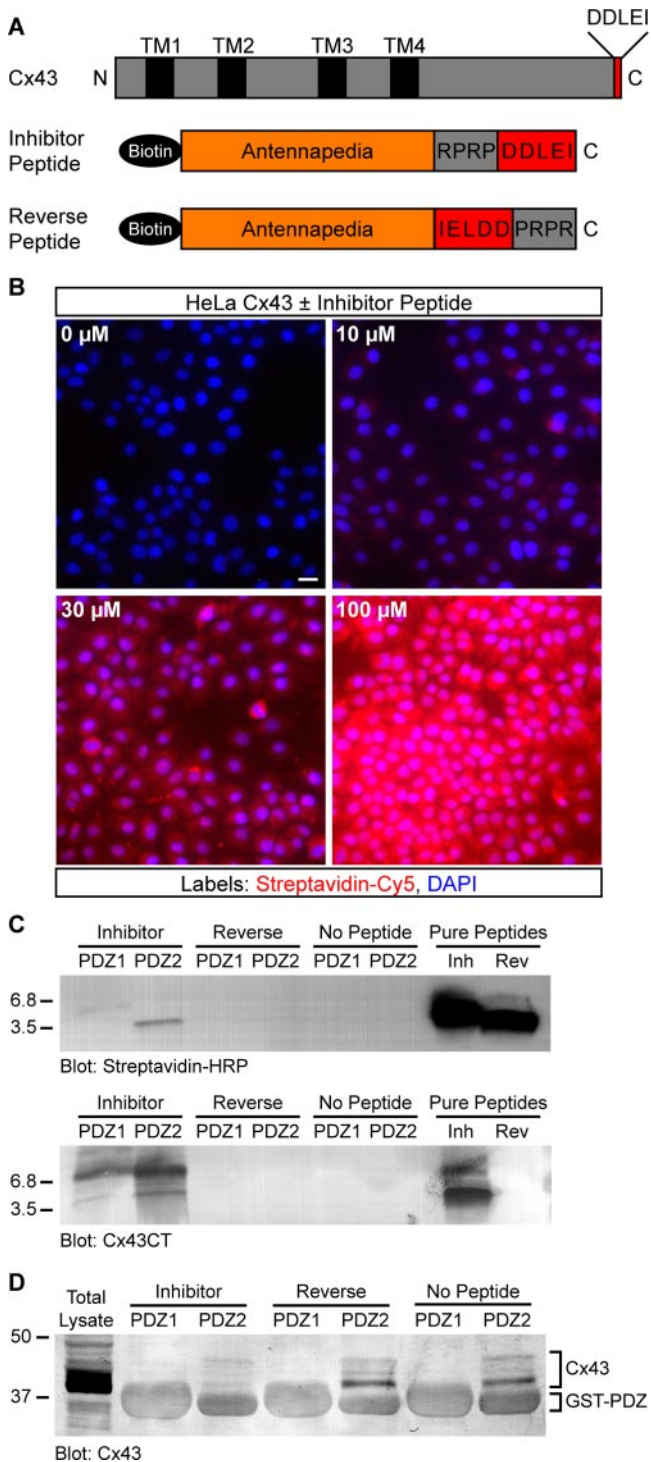 A
DDLEI
TM1 TM2 TM3 TM4
Cx43 N C
Inhibitor
Peptide
Biotin Antennapedia RPRP DDLEI C
Reverse
Peptide
Biotin Antennapedia IELDD PRPR C
B
HeLa Cx43 ± Inhibitor Peptide
0 µM 10 µM
30 µM 100 µM
Labels: Streptavidin-Cy5, DAPI
C
Inhibitor Reverse No Peptide Pure Peptides
PDZ1 PDZ2 PDZ1 PDZ2 PDZ1 PDZ2 Inh Rev
6.8
3.5
Blot: Streptavidin-HRP
Inhibitor Reverse No Peptide Pure Peptides
PDZ1 PDZ2 PDZ1 PDZ2 PDZ1 PDZ2 Inh Rev
6.8
3.5
Blot: Cx43CT
D
Total
Lysate
Inhibitor Reverse No Peptide
PDZ1 PDZ2 PDZ1 PDZ2 PDZ1 PDZ2
50
37
Cx43
GST-PDZ
Blot: Cx43